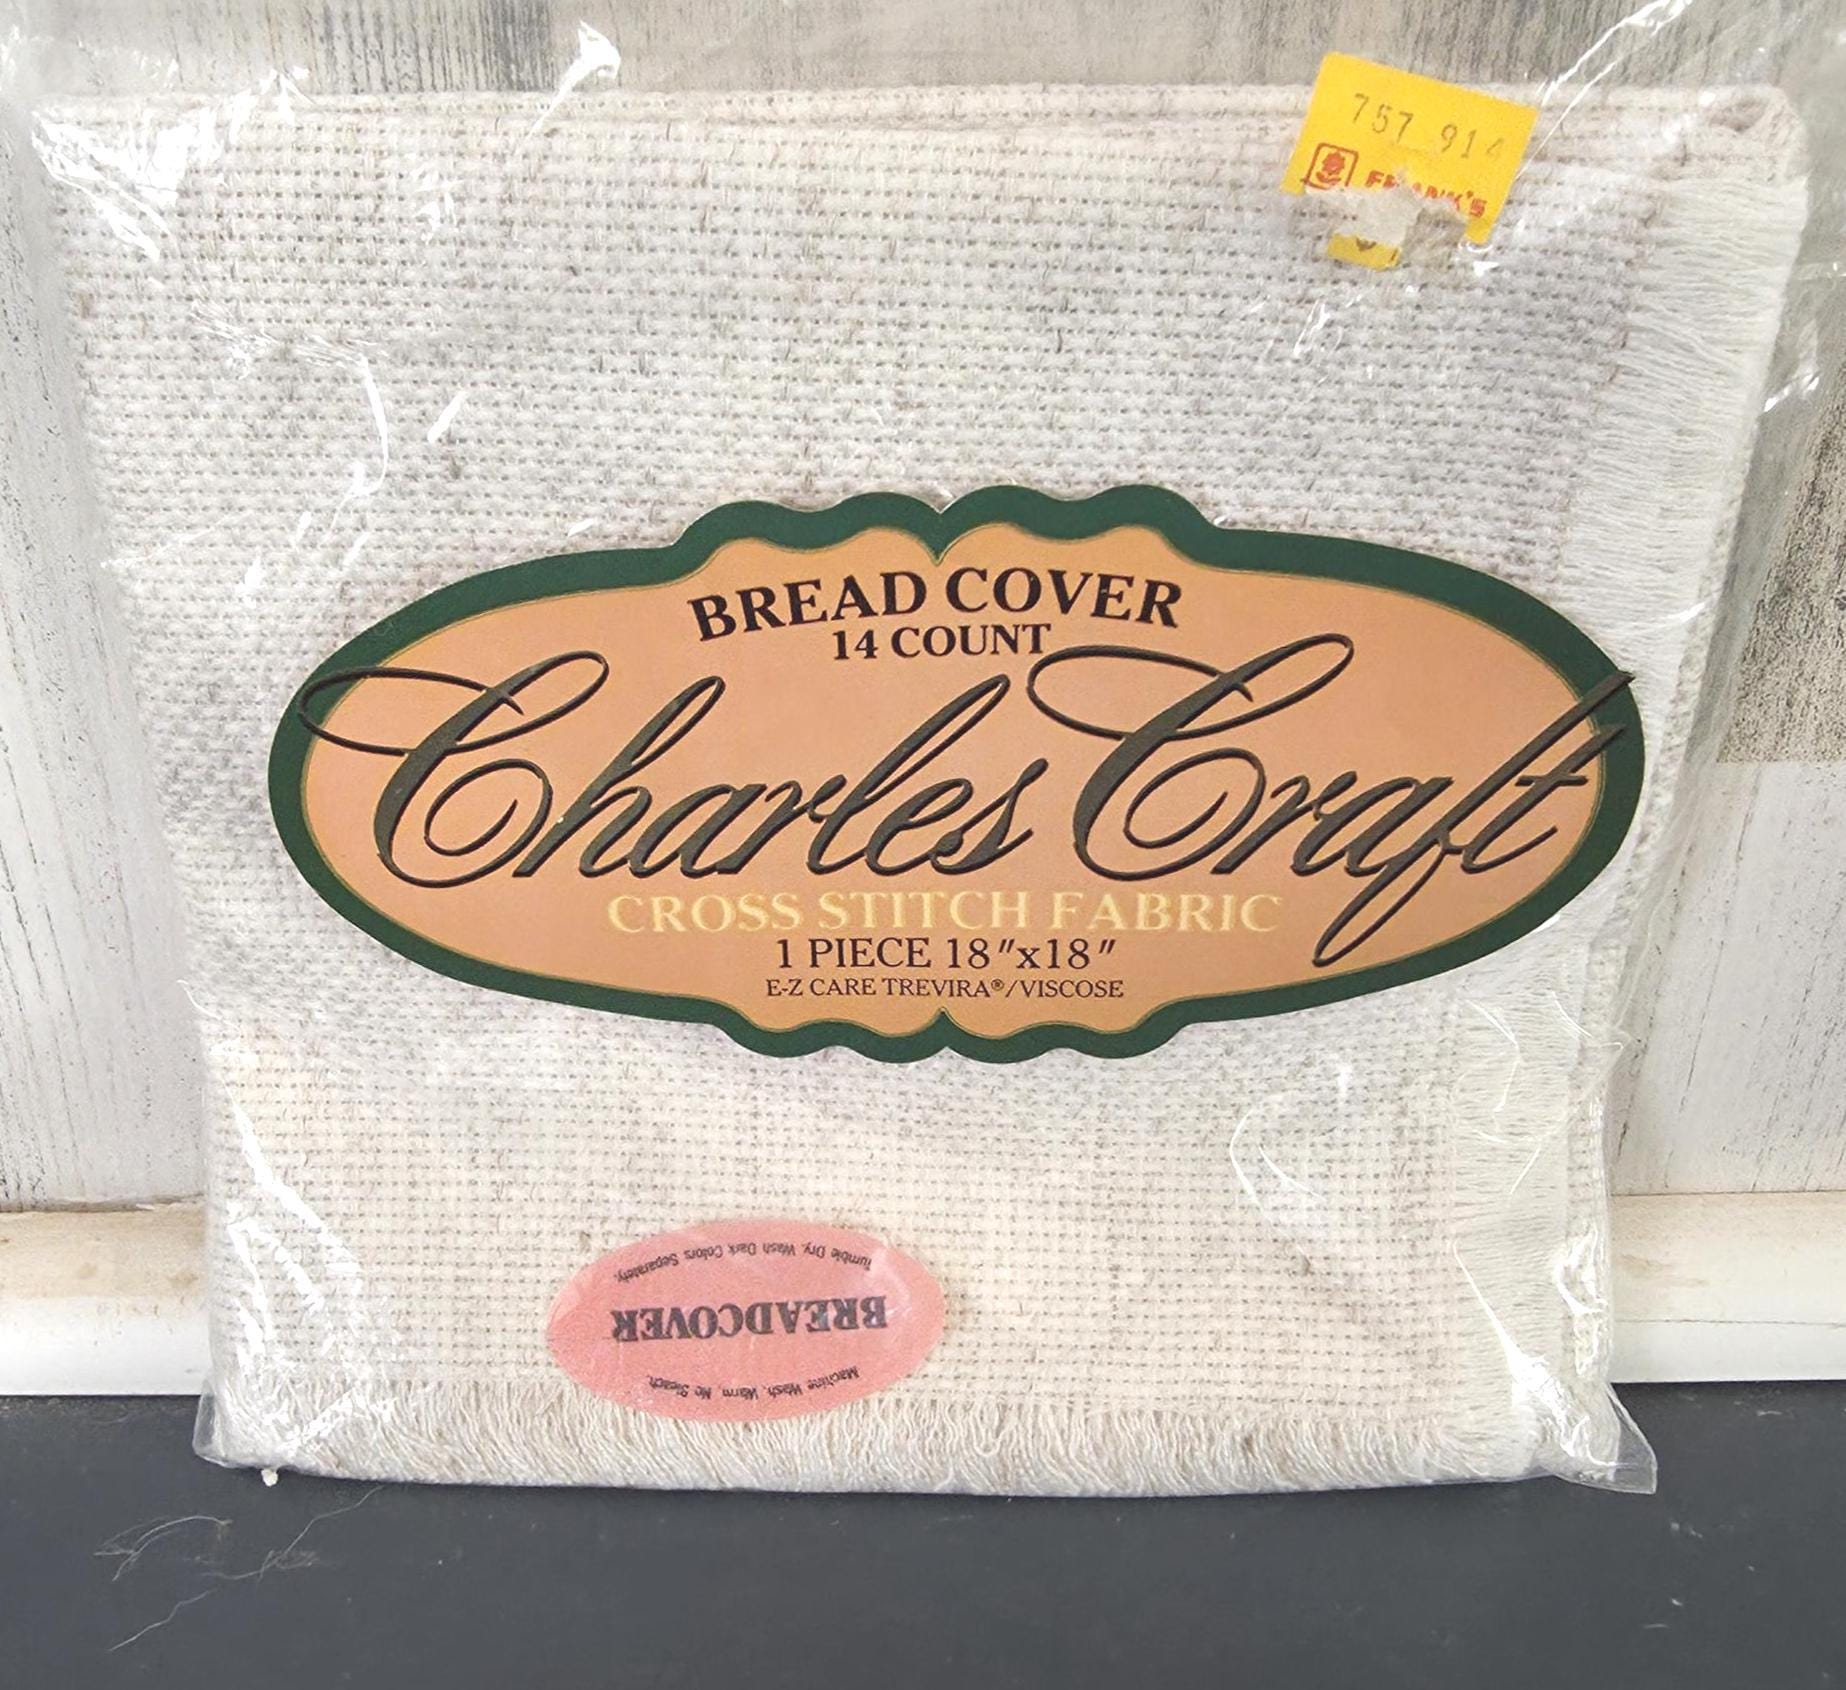 757 914
FRANK'S
BREAD COVER
14 COUNT
Charles Craft
CROSS STITCH FABRIC
1 PIECE 18"x18"
E-Z CARE TREVIRA®/VISCOSE
Machine Wash, Warm, No Bleach,
BREADCOVER
Tumble Dry, Wash Dark Colors Separately.